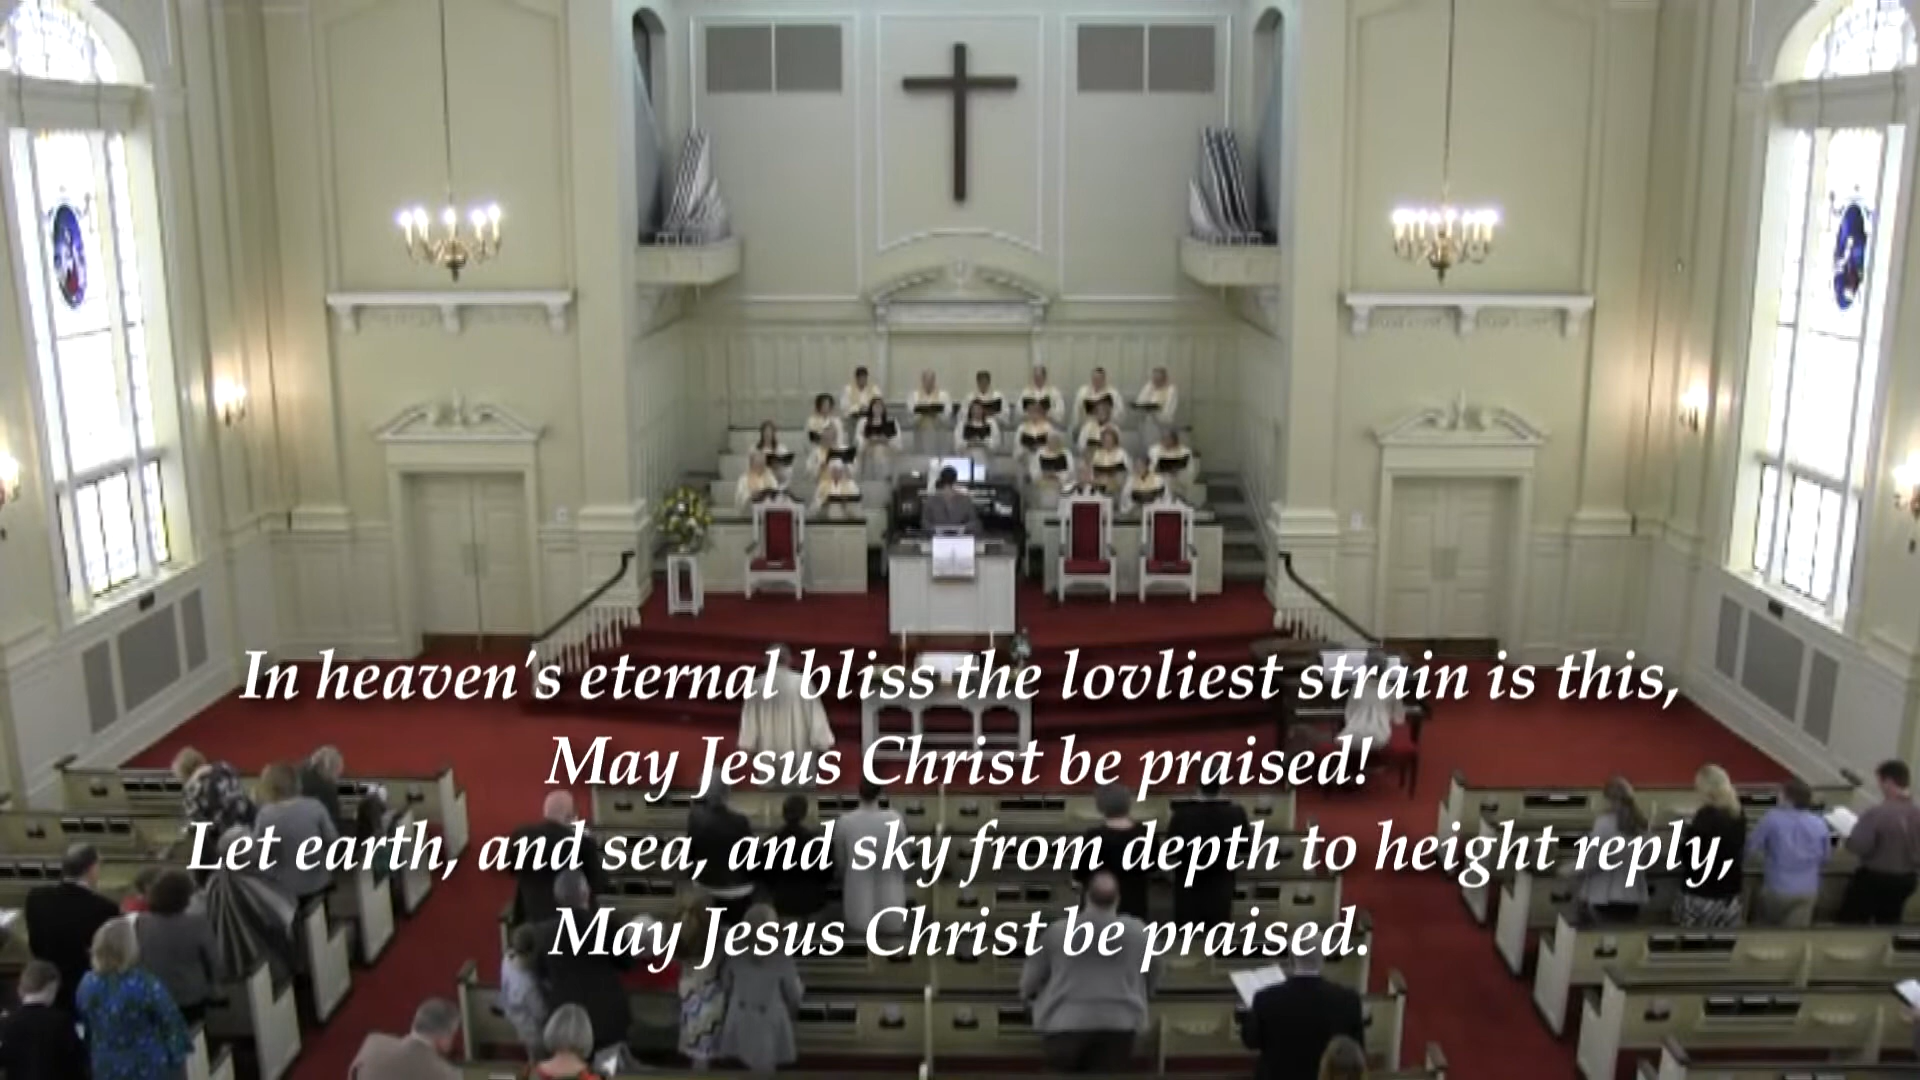 In heaven's eternal bliss the lovliest strain is this,
May Jesus Christ be praised!
Let earth, and sea, and sky from depth to height reply,
May Jesus Christ be praised.